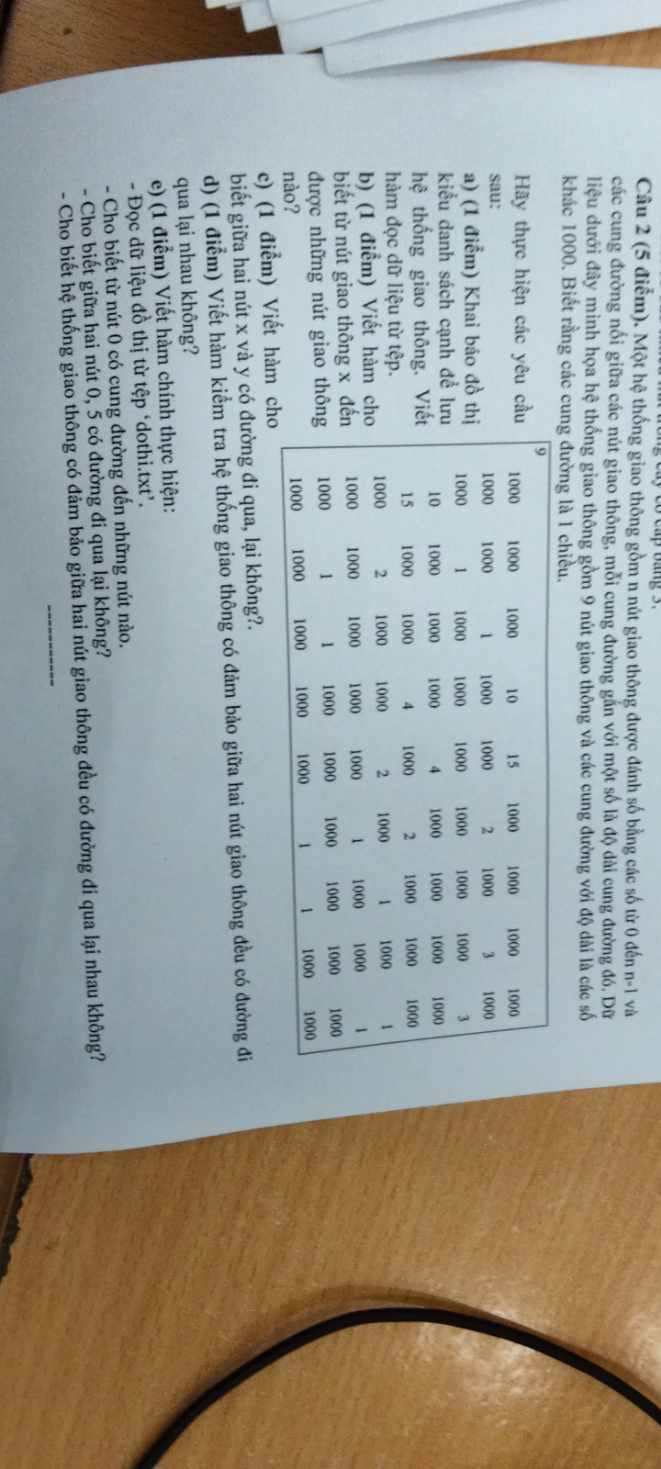 cây có cấp bằng 3.
Câu 2 (5 điểm). Một hệ thống giao thông gồm n nút giao thông được đánh số bằng các số từ 0 đến n-1 và
các cung đường nối giữa các nút giao thông, mỗi cung đường gắn với một số là độ dài cung đường đó. Dữ
liệu dưới đây minh họa hệ thống giao thông gồm 9 nút giao thông và các cung đường với độ dài là các số
khác 1000. Biết rằng các cung đường là 1 chiều.
Hãy thực hiện các yêu cầu
sau:
a) (1 điểm) Khai báo đồ thị
kiểu danh sách cạnh để lưu
hệ thống giao thông. Viết
hàm đọc dữ liệu từ tệp.
b) (1 điểm) Viết hàm cho
biết từ nút giao thông x đến
được những nút giao thông
nào?
9
1000 1000 1000 10 15 1000 1000 1000 1000
1000 1000 1 1000 1000 2 1000 3 1000
1000 1 1000 1000 1000 1000 1000 1000 3
10 1000 1000 1000 4 1000 1000 1000 1000
15 1000 1000 4 1000 2 1000 1000 1000
1000 2 1000 1000 2 1000 1 1000 1
1000 1000 1000 1000 1000 1 1000 1000 1
1000 1 1 1000 1000 1000 1000 1000 1000
1000 1000 1000 1000 1000 1 1 1000 1000
c) (1 điểm) Viết hàm cho
biết giữa hai nút x và y có đường đi qua, lại không?.
d) (1 điểm) Viết hàm kiểm tra hệ thống giao thông có đảm bảo giữa hai nút giao thông đều có đường đi
qua lại nhau không?
e) (1 điểm) Viết hàm chính thực hiện:
- Đọc dữ liệu đồ thị từ tệp 'dothi.txt'.
- Cho biết từ nút 0 có cung đường đến những nút nào.
- Cho biết giữa hai nút 0, 5 có đường đi qua lại không?
- Cho biết hệ thống giao thông có đảm bảo giữa hai nút giao thông đều có đường đi qua lại nhau không?
------------